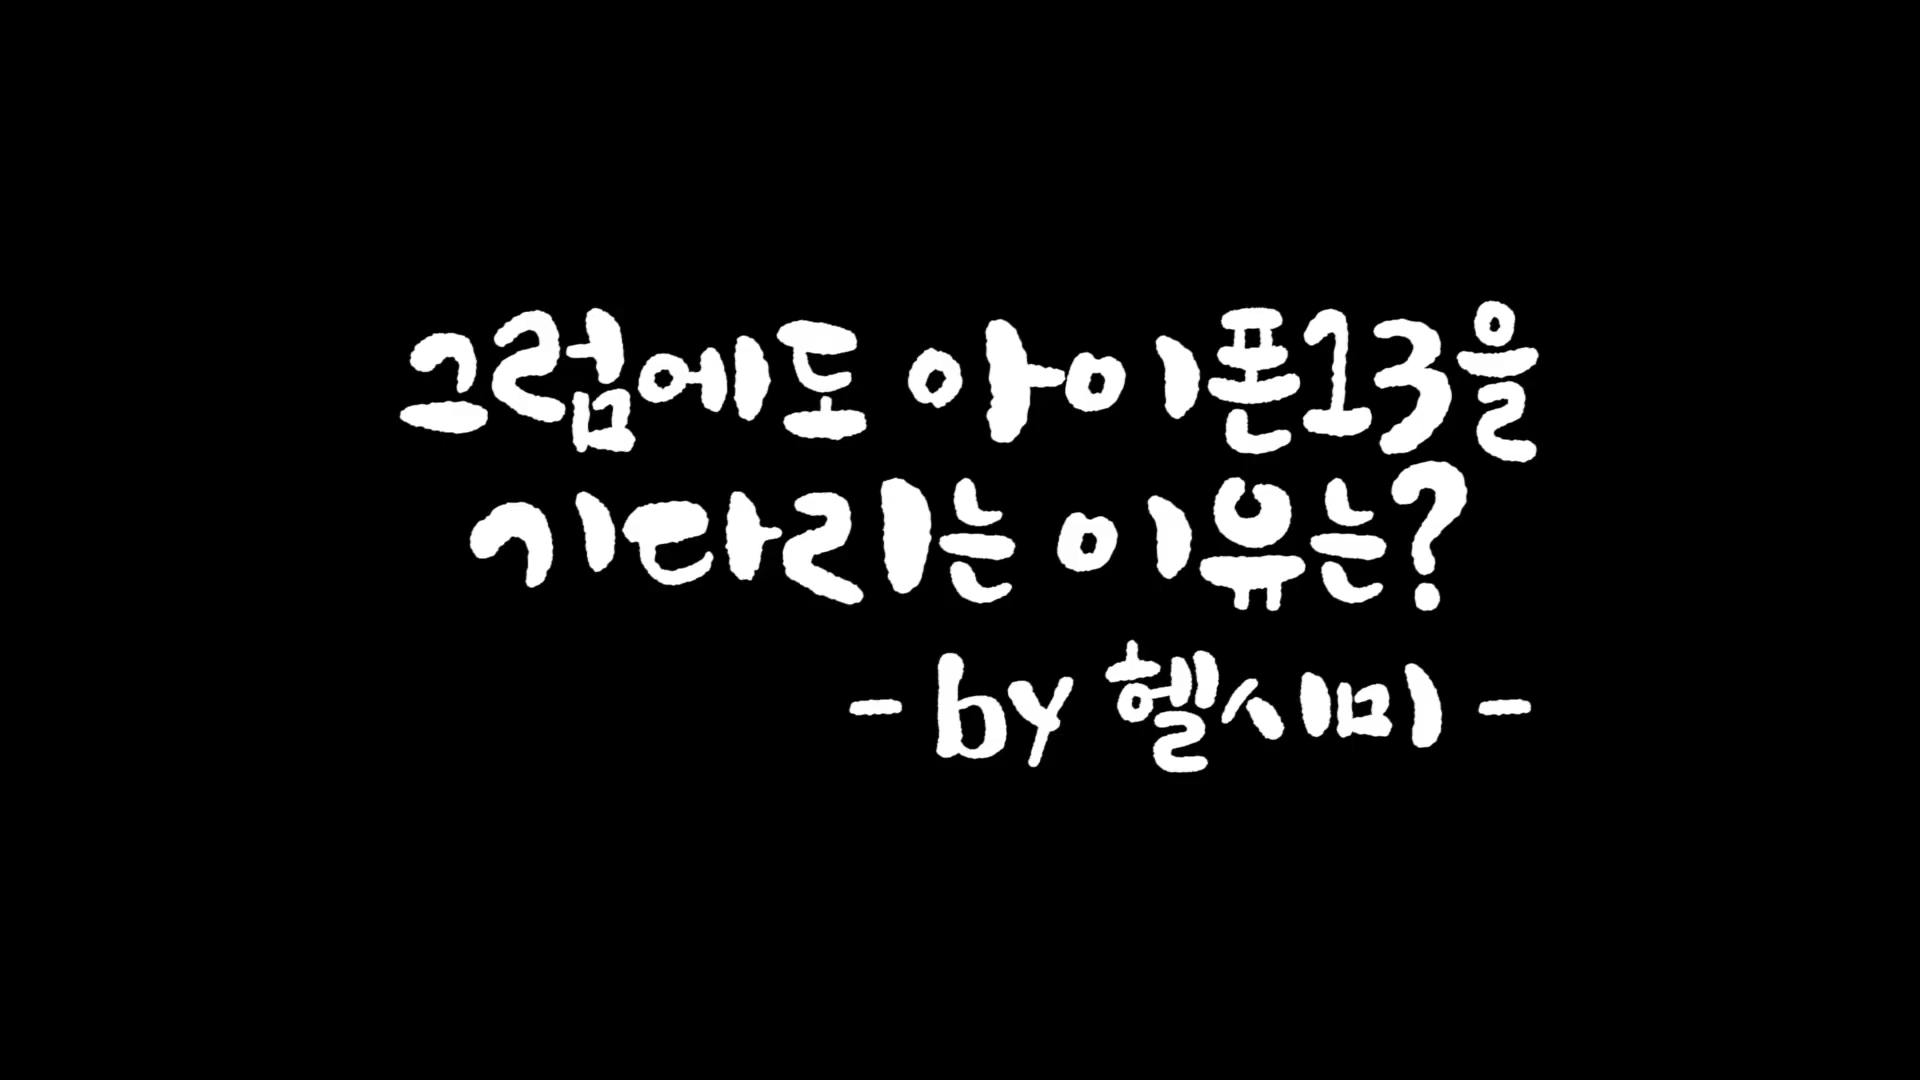 그럼에도 아이폰13을
기다리는 이유는?
- by 헬시미 -